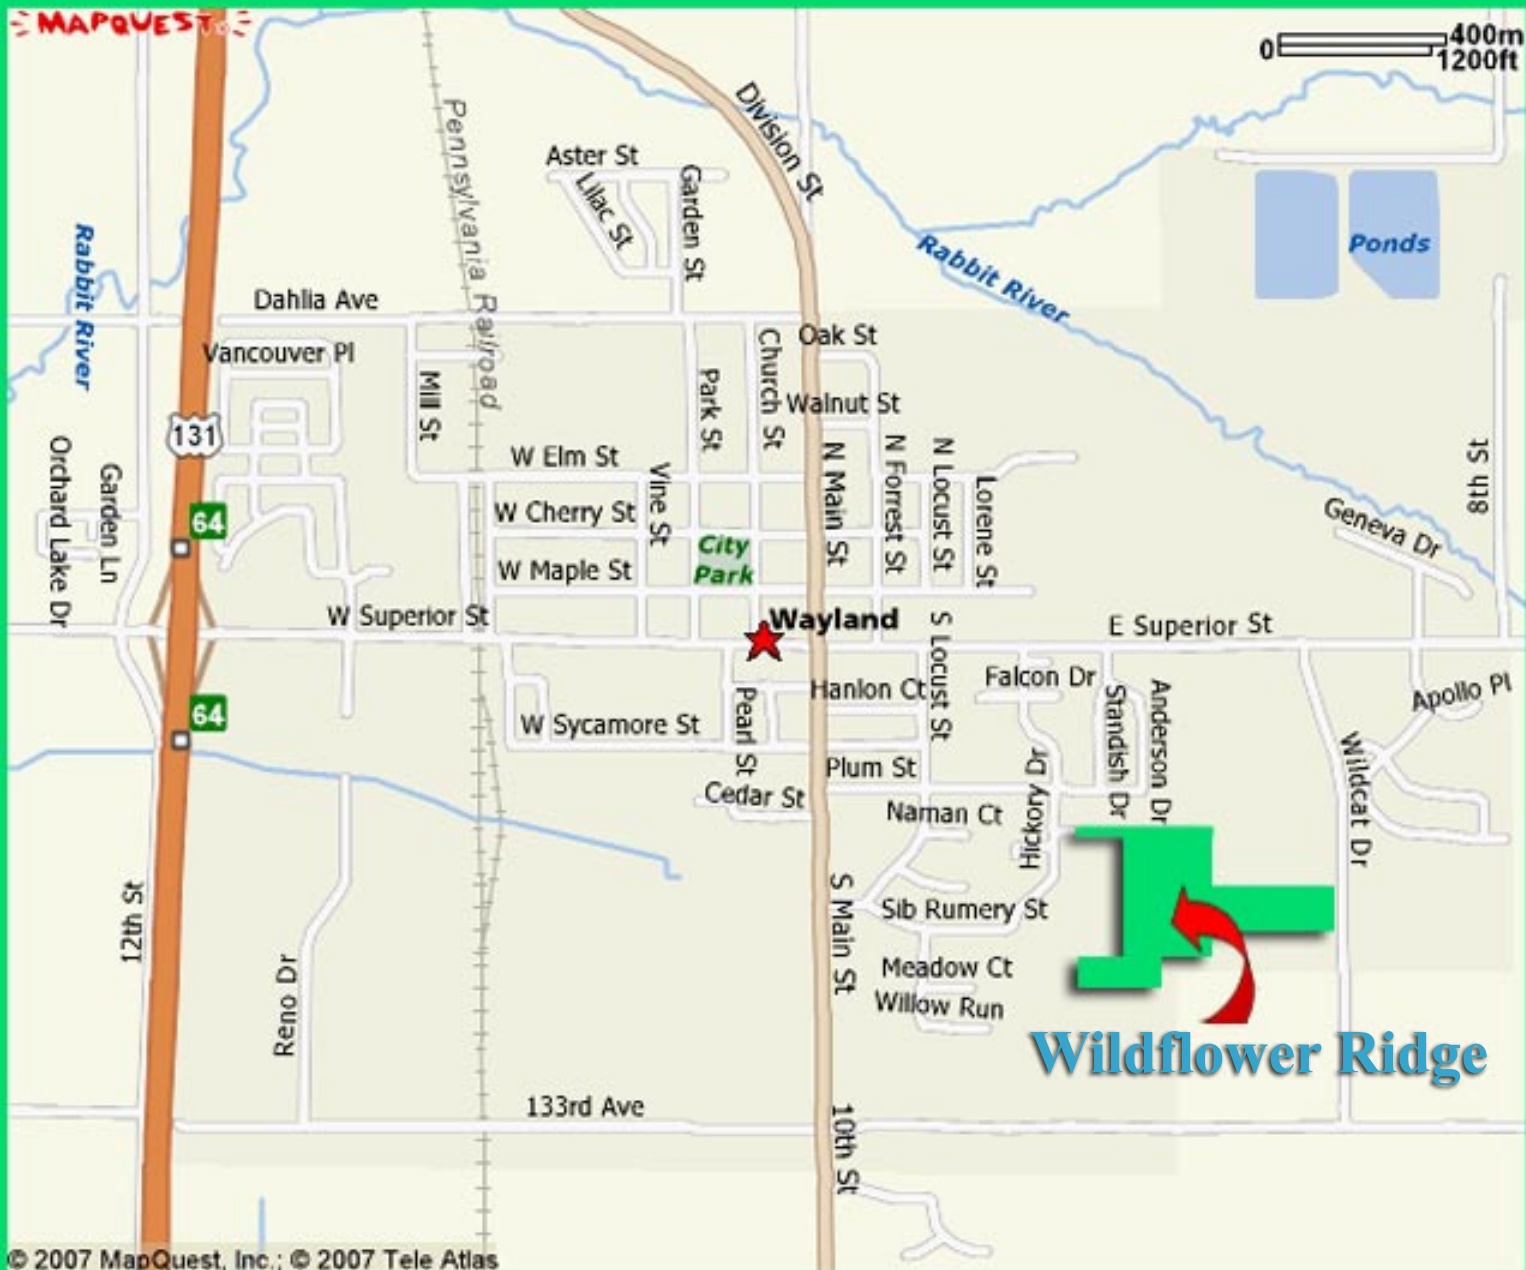 MAPQUEST
0
400m
1200ft
Division St
Pennsylvania Railroad
Aster St
Lilac St
Garden St
Rabbit River
Rabbit River
Ponds
Dahlia Ave
Oak St
Vancouver Pl
Church St
Mill St
Park St
Walnut St
131
W Elm St
N Main St
N Forrest St
N Locust St
Lorene St
8th St
Orchard Lake Dr
Garden Ln
64
W Cherry St
Vine St
City
Park
Geneva Dr
W Maple St
W Superior St
Wayland
S Locust St
E Superior St
Falcon Dr
Hanlon Ct
Standish Dr
Anderson Dr
Apollo Pl
64
W Sycamore St
Pearl St
Plum St
Hickory Dr
Wildcat Dr
Cedar St
Naman Ct
12th St
S Main St
Sib Rumery St
Reno Dr
Meadow Ct
Willow Run
Wildflower Ridge
133rd Ave
10th St
© 2007 MapQuest, Inc.; © 2007 Tele Atlas